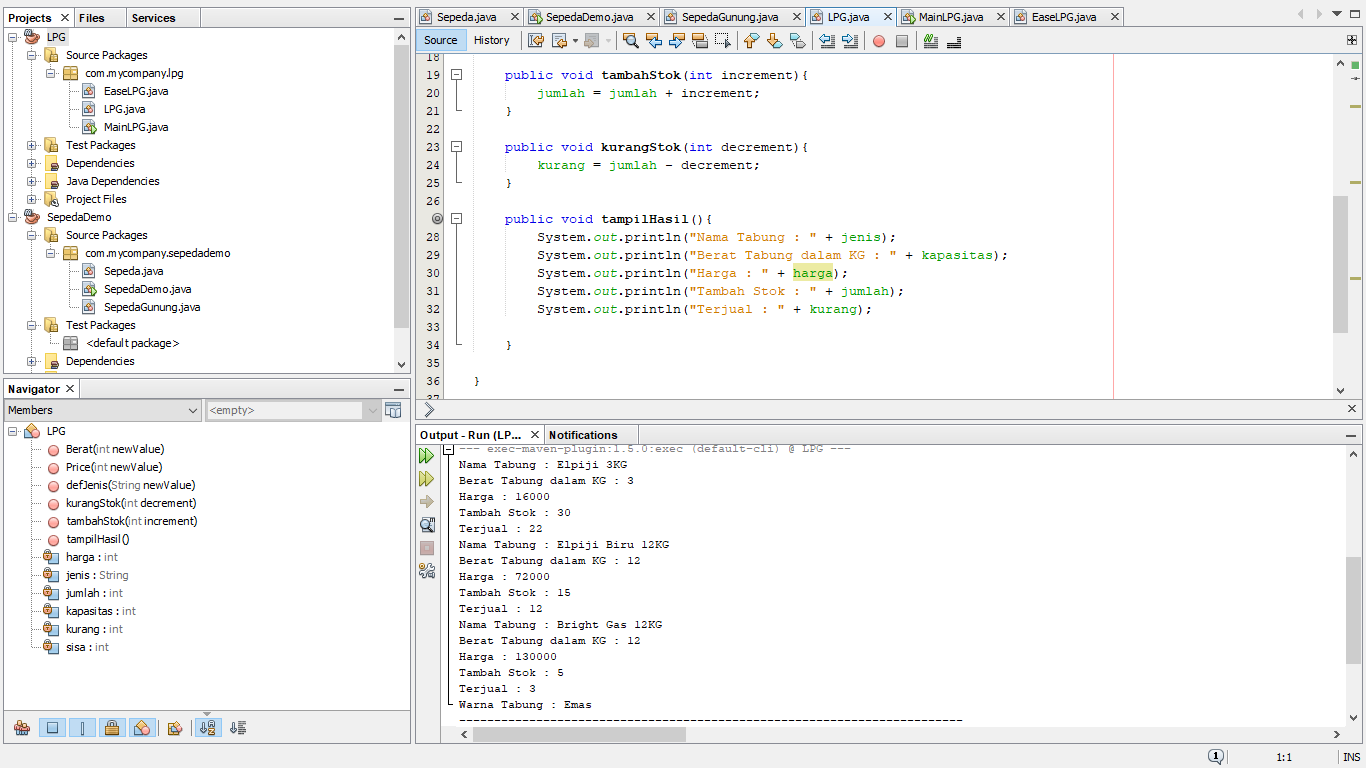 Projects Files Services
LPG
Source Packages
com.mycompany.lpg
EaseLPG.java
LPG.java
MainLPG.java
Test Packages
Dependencies
Java Dependencies
Project Files
SepedaDemo
Source Packages
com.mycompany.sepedademo
Sepeda.java
SepedaDemo.java
SepedaGunung.java
Test Packages
<default package>
Dependencies
Navigator
Members <empty>
LPG
Berat(int newValue)
Price(int newValue)
defJenis(String newValue)
kurangStok(int decrement)
tambahStok(int increment)
tampilHasil()
harga : int
jenis : String
jumlah : int
kapasitas : int
kurang : int
sisa : int
Sepeda.java SepedaDemo.java SepedaGunung.java LPG.java MainLPG.java EaseLPG.java
Source History
18
19 public void tambahStok(int increment){
20 jumlah = jumlah + increment;
21 }
22
23 public void kurangStok(int decrement){
24 kurang = jumlah - decrement;
25 }
26
public void tampilHasil(){
28 System.out.println("Nama Tabung : " + jenis);
29 System.out.println("Berat Tabung dalam KG : " + kapasitas);
30 System.out.println("Harga : " + harga);
31 System.out.println("Tambah Stok : " + jumlah);
32 System.out.println("Terjual : " + kurang);
33
34 }
35
36 }
37
Output - Run (LP... Notifications
--- exec-maven-plugin:1.5.0:exec (default-cli) @ LPG ---
Nama Tabung : Elpiji 3KG
Berat Tabung dalam KG : 3
Harga : 16000
Tambah Stok : 30
Terjual : 22
Nama Tabung : Elpiji Biru 12KG
Berat Tabung dalam KG : 12
Harga : 72000
Tambah Stok : 15
Terjual : 12
Nama Tabung : Bright Gas 12KG
Berat Tabung dalam KG : 12
Harga : 130000
Tambah Stok : 5
Terjual : 3
Warna Tabung : Emas
------------------------------------------------------------------------
1 1:1 INS